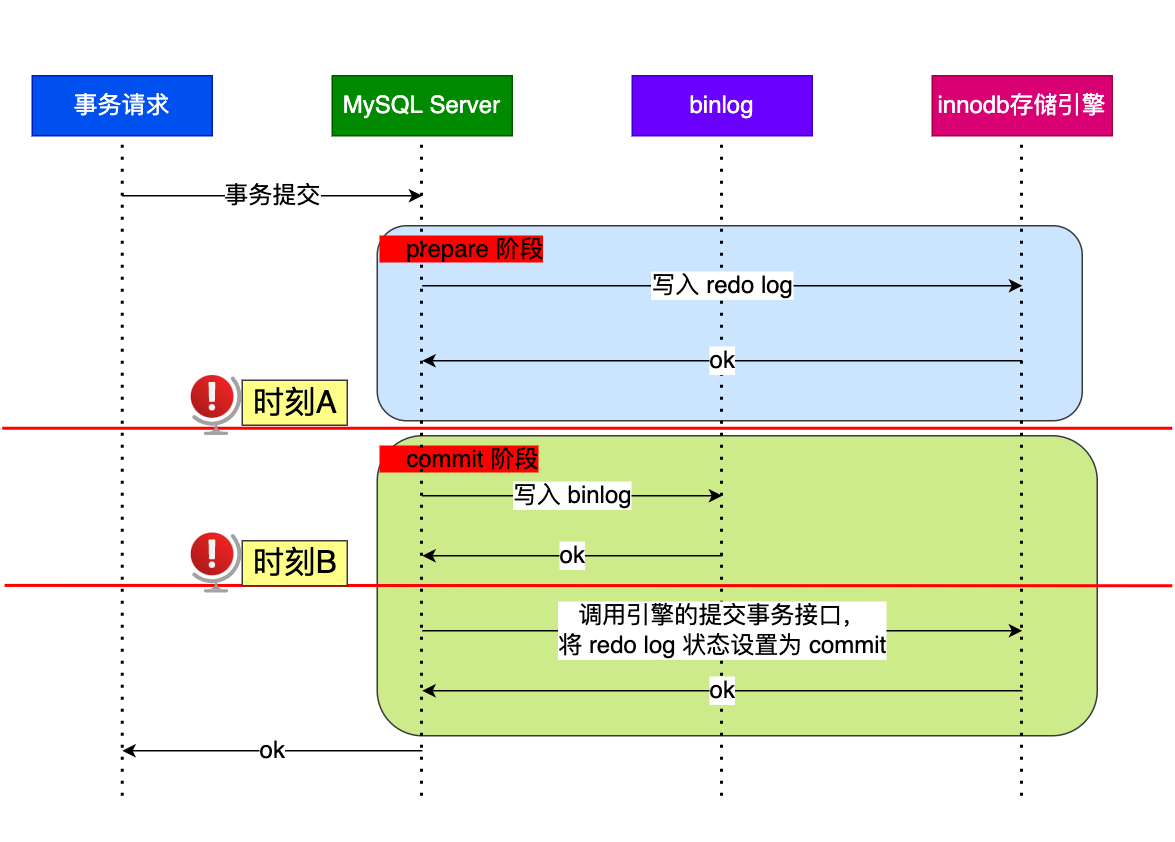 事务请求
MySQL Server
binlog
innodb存储引擎
事务提交
prepare 阶段
写入 redo log
ok
时刻A
commit 阶段
写入 binlog
ok
时刻B
调用引擎的提交事务接口，
将 redo log 状态设置为 commit
ok
ok